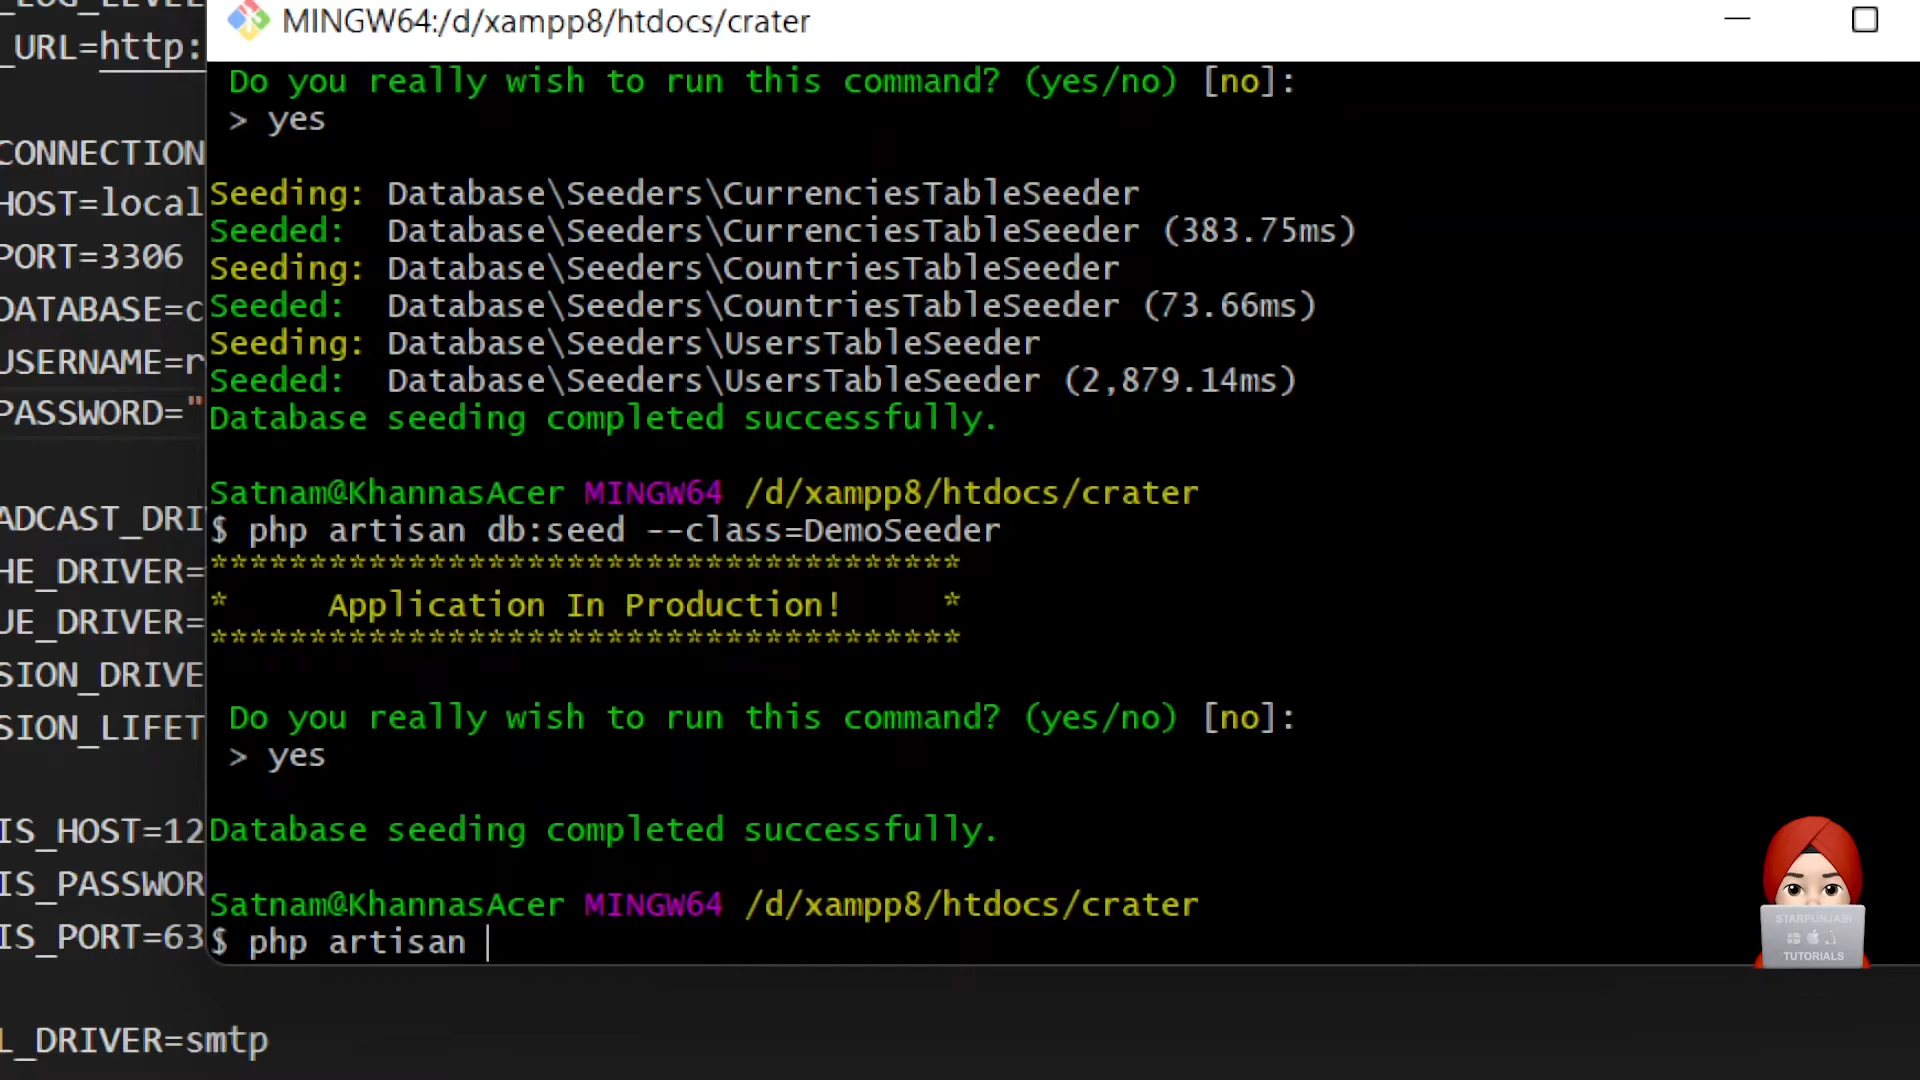 _LOG_LEVEL
_URL=http:
CONNECTION
HOST=local
PORT=3306
DATABASE=c
USERNAME=r
PASSWORD="
ADCAST_DRI
HE_DRIVER=
UE_DRIVER=
SION_DRIVE
SION_LIFET
IS_HOST=12
IS_PASSWOR
IS_PORT=63
L_DRIVER=smtp
MINGW64:/d/xampp8/htdocs/crater
Do you really wish to run this command? (yes/no) [no]:
> yes
Seeding: Database\Seeders\CurrenciesTableSeeder
Seeded: Database\Seeders\CurrenciesTableSeeder (383.75ms)
Seeding: Database\Seeders\CountriesTableSeeder
Seeded: Database\Seeders\CountriesTableSeeder (73.66ms)
Seeding: Database\Seeders\UsersTableSeeder
Seeded: Database\Seeders\UsersTableSeeder (2,879.14ms)
Database seeding completed successfully.
Satnam@KhannasAcer MINGW64 /d/xampp8/htdocs/crater
$ php artisan db:seed --class=DemoSeeder
**************************************
* Application In Production! *
**************************************
Do you really wish to run this command? (yes/no) [no]:
> yes
Database seeding completed successfully.
Satnam@KhannasAcer MINGW64 /d/xampp8/htdocs/crater
$ php artisan
STARPUNJABI
TUTORIALS